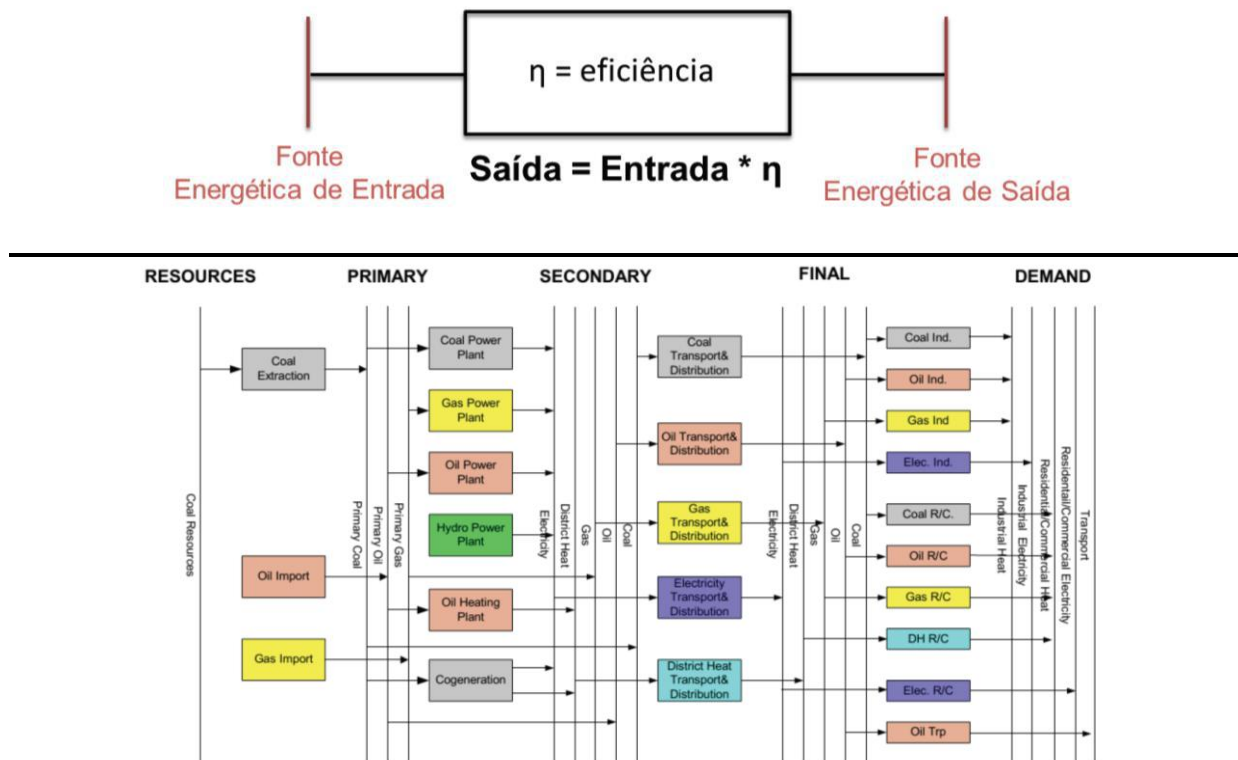 η = eficiência
Fonte
Energética de Entrada
Saída = Entrada * η
Fonte
Energética de Saída
RESOURCES
PRIMARY
SECONDARY
FINAL
DEMAND
Coal Resources
Coal
Extraction
Oil Import
Gas Import
Primary Coal
Primary Oil
Primary Gas
Coal Power
Plant
Gas Power
Plant
Oil Power
Plant
Hydro Power
Plant
Oil Heating
Plant
Cogeneration
Electricity
District Heat
Gas
Oil
Coal
Coal
Transport&
Distribution
Oil Transport&
Distribution
Gas
Transport&
Distribution
Electricity
Transport&
Distribution
District Heat
Transport&
Distribution
Electricity
District Heat
Gas
Oil
Coal
Coal Ind.
Oil Ind.
Gas Ind
Elec. Ind.
Coal R/C.
Oil R/C
Gas R/C
DH R/C
Elec. R/C
Oil Trp
Industrial Heat
Industrial Electricity
Residential/Commercial Heat
Residentail/Commercial Electricity
Transport